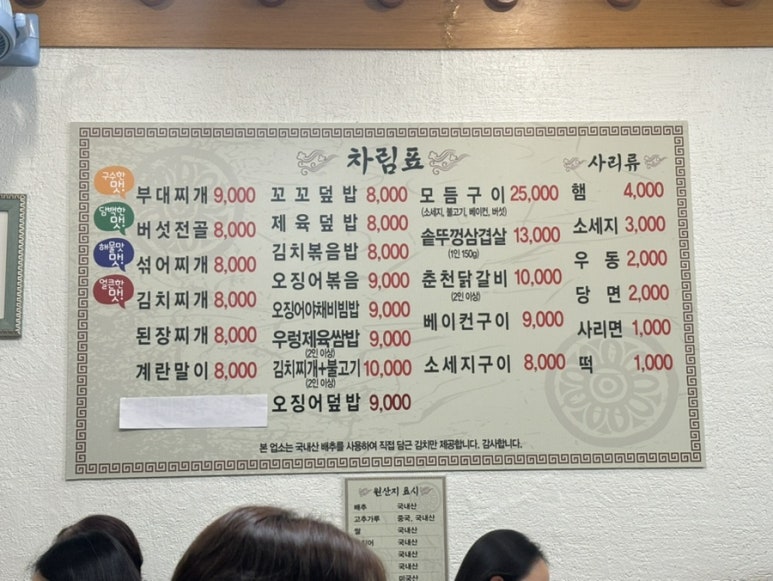 차림표
사리류
구수한 맛!
담백한 맛!
해물맛 맛!
얼큰한 맛!
부대찌개 9,000
버섯전골 8,000
섞어찌개 8,000
김치찌개 8,000
된장찌개 8,000
계란말이 8,000
꼬꼬덮밥 8,000
제육덮밥 8,000
김치볶음밥 8,000
오징어볶음 9,000
오징어야채비빔밥 9,000
우렁제육쌈밥 9,000
(2인 이상)
김치찌개+불고기 10,000
(2인 이상)
오징어덮밥 9,000
모듬구이 25,000
(소세지, 불고기, 베이컨, 버섯)
솥뚜껑삼겹살 13,000
(1인 150g)
춘천닭갈비 10,000
(2인 이상)
베이컨구이 9,000
소세지구이 8,000
햄 4,000
소세지 3,000
우동 2,000
당면 2,000
사리면 1,000
떡 1,000
본 업소는 국내산 배추를 사용하여 직접 담근 김치만 제공합니다. 감사합니다.
원산지 표시
배추 국내산
고추가루 중국, 국내산
쌀 국내산
국내산
국내산
국내산
미국산